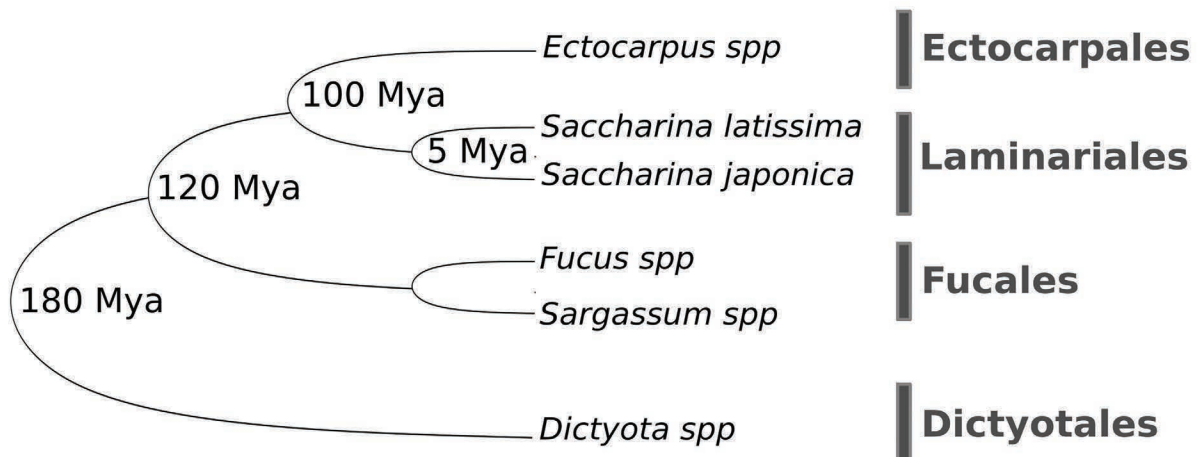 Ectocarpus spp
Ectocarpales
100 Mya
Saccharina latissima
5 Mya
Laminariales
Saccharina japonica
120 Mya
Fucus spp
Fucales
180 Mya
Sargassum spp
Dictyota spp
Dictyotales